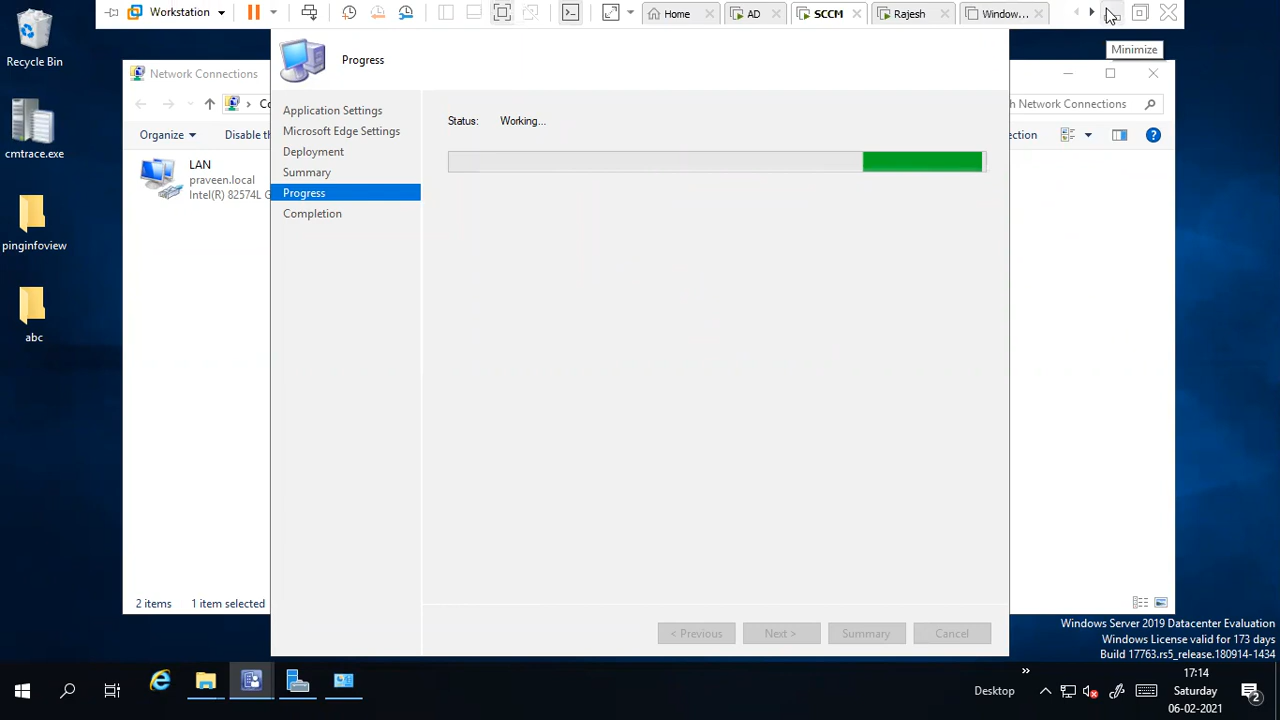 Workstation
Home
AD
SCCM
Rajesh
Window...
Minimize
Recycle Bin
cmtrace.exe
pinginfoview
abc
Network Connections
Co
h Network Connections
Organize
Disable th
ection
LAN
praveen.local
Intel(R) 82574L G
2 items
1 item selected
Progress
Application Settings
Microsoft Edge Settings
Deployment
Summary
Progress
Completion
Status: Working...
< Previous
Next >
Summary
Cancel
Windows Server 2019 Datacenter Evaluation
Windows License valid for 173 days
Build 17763.rs5_release.180914-1434
Desktop
17:14
Saturday
06-02-2021
2